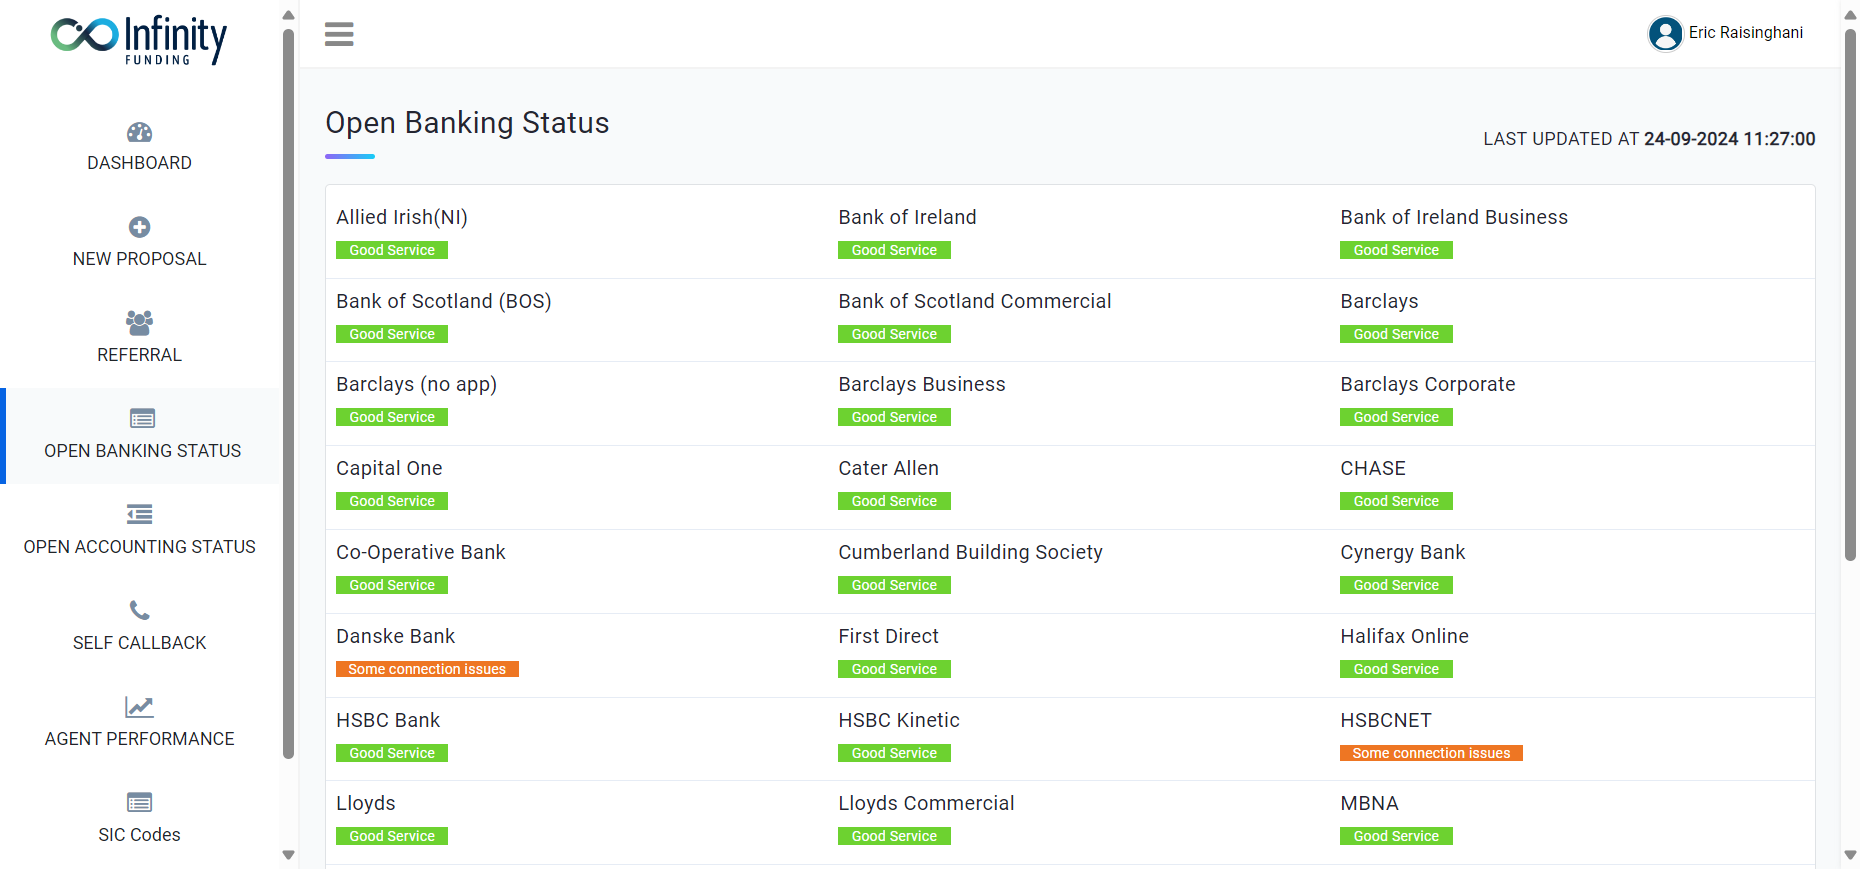 Infinity
FUNDING
Eric Raisinghani
DASHBOARD
NEW PROPOSAL
REFERRAL
OPEN BANKING STATUS
OPEN ACCOUNTING STATUS
SELF CALLBACK
AGENT PERFORMANCE
SIC Codes
Open Banking Status
LAST UPDATED AT 24-09-2024 11:27:00
Allied Irish(NI)
Good Service
Bank of Ireland
Good Service
Bank of Ireland Business
Good Service
Bank of Scotland (BOS)
Good Service
Bank of Scotland Commercial
Good Service
Barclays
Good Service
Barclays (no app)
Good Service
Barclays Business
Good Service
Barclays Corporate
Good Service
Capital One
Good Service
Cater Allen
Good Service
CHASE
Good Service
Co-Operative Bank
Good Service
Cumberland Building Society
Good Service
Cynergy Bank
Good Service
Danske Bank
Some connection issues
First Direct
Good Service
Halifax Online
Good Service
HSBC Bank
Good Service
HSBC Kinetic
Good Service
HSBCNET
Some connection issues
Lloyds
Good Service
Lloyds Commercial
Good Service
MBNA
Good Service